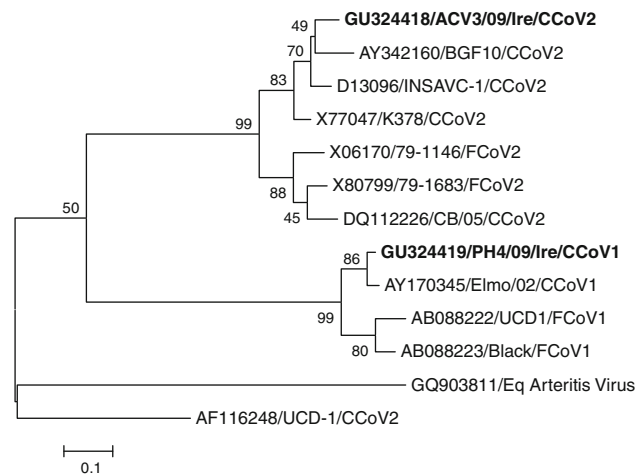 GU324418/ACV3/09/Ire/CCoV2
49
AY342160/BGF10/CCoV2
70
D13096/INSAVC-1/CCoV2
83
X77047/K378/CCoV2
99
X06170/79-1146/FCoV2
88
X80799/79-1683/FCoV2
45
DQ112226/CB/05/CCoV2
50
GU324419/PH4/09/Ire/CCoV1
86
AY170345/Elmo/02/CCoV1
99
AB088222/UCD1/FCoV1
80
AB088223/Black/FCoV1
GQ903811/Eq Arteritis Virus
AF116248/UCD-1/CCoV2
0.1